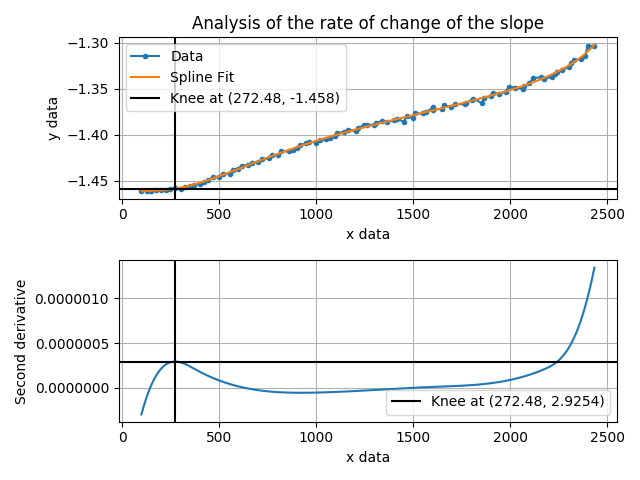 Analysis of the rate of change of the slope
−1.30
−1.35
−1.40
−1.45
y data
Data
Spline Fit
Knee at (272.48, -1.458)
0 500 1000 1500 2000 2500
x data
0.0000010
0.0000005
0.0000000
Second derivative
Knee at (272.48, 2.9254)
0 500 1000 1500 2000 2500
x data